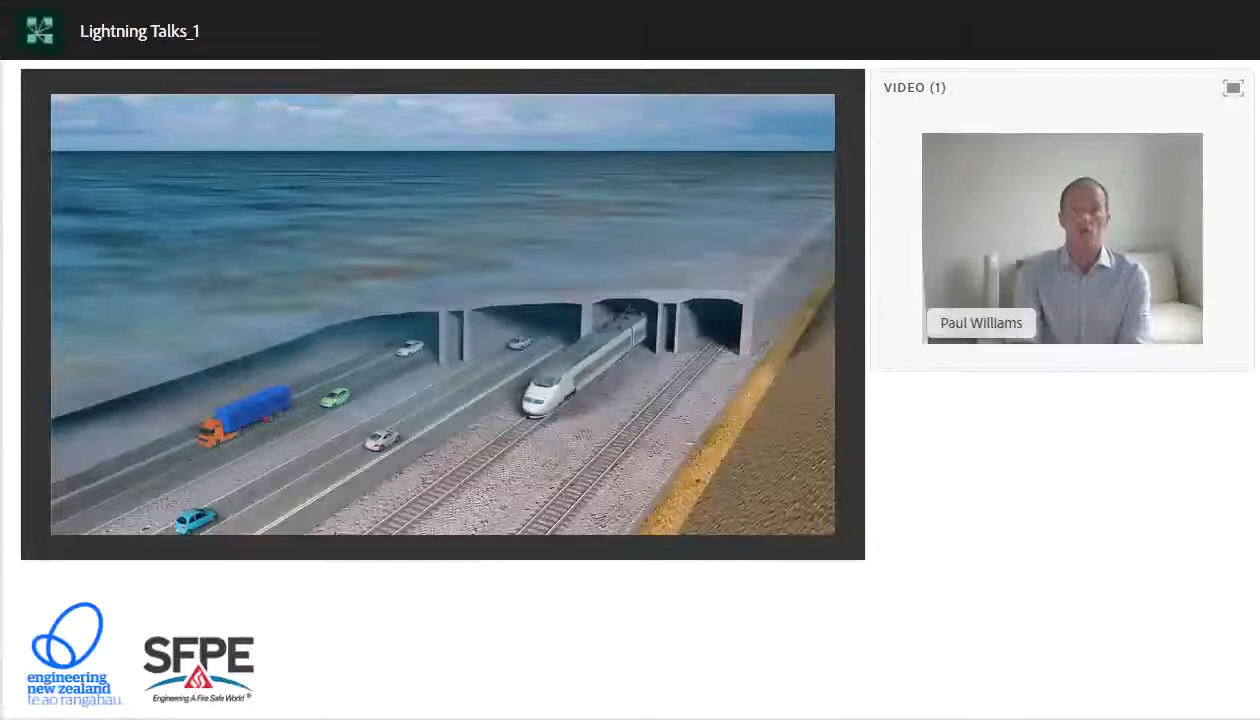 Lightning Talks_1
VIDEO (1)
Paul Williams
engineering
new zealand
te ao rangahau
SFPE
Engineering A Fire Safe World